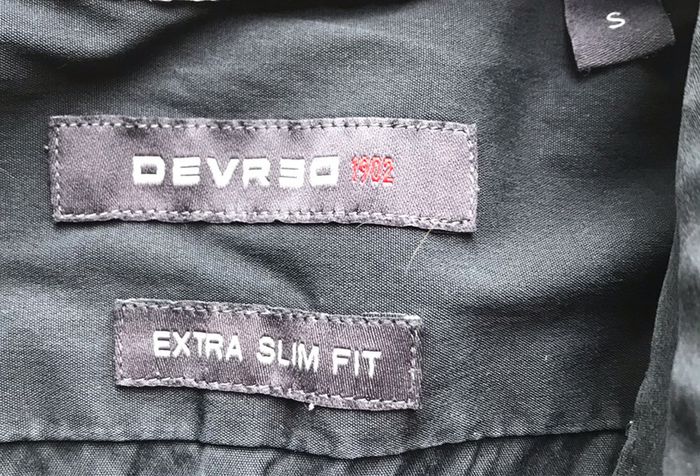 S
DEVRED 1902
EXTRA SLIM FIT